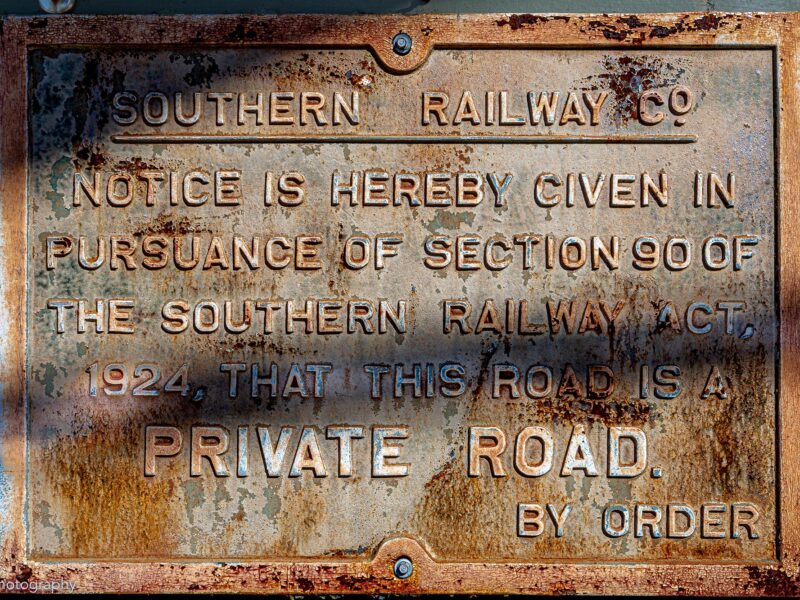 SOUTHERN RAILWAY Cº
NOTICE IS HEREBY GIVEN IN
PURSUANCE OF SECTION 90 OF
THE SOUTHERN RAILWAY ACT,
1924, THAT THIS ROAD IS A
PRIVATE ROAD.
BY ORDER